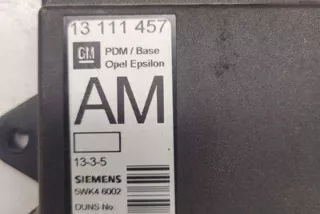 13 111 457
GM
PDM / Base
Opel Epsilon
AM
13-3-5
SIEMENS
5WK4 6002
DUNS-No